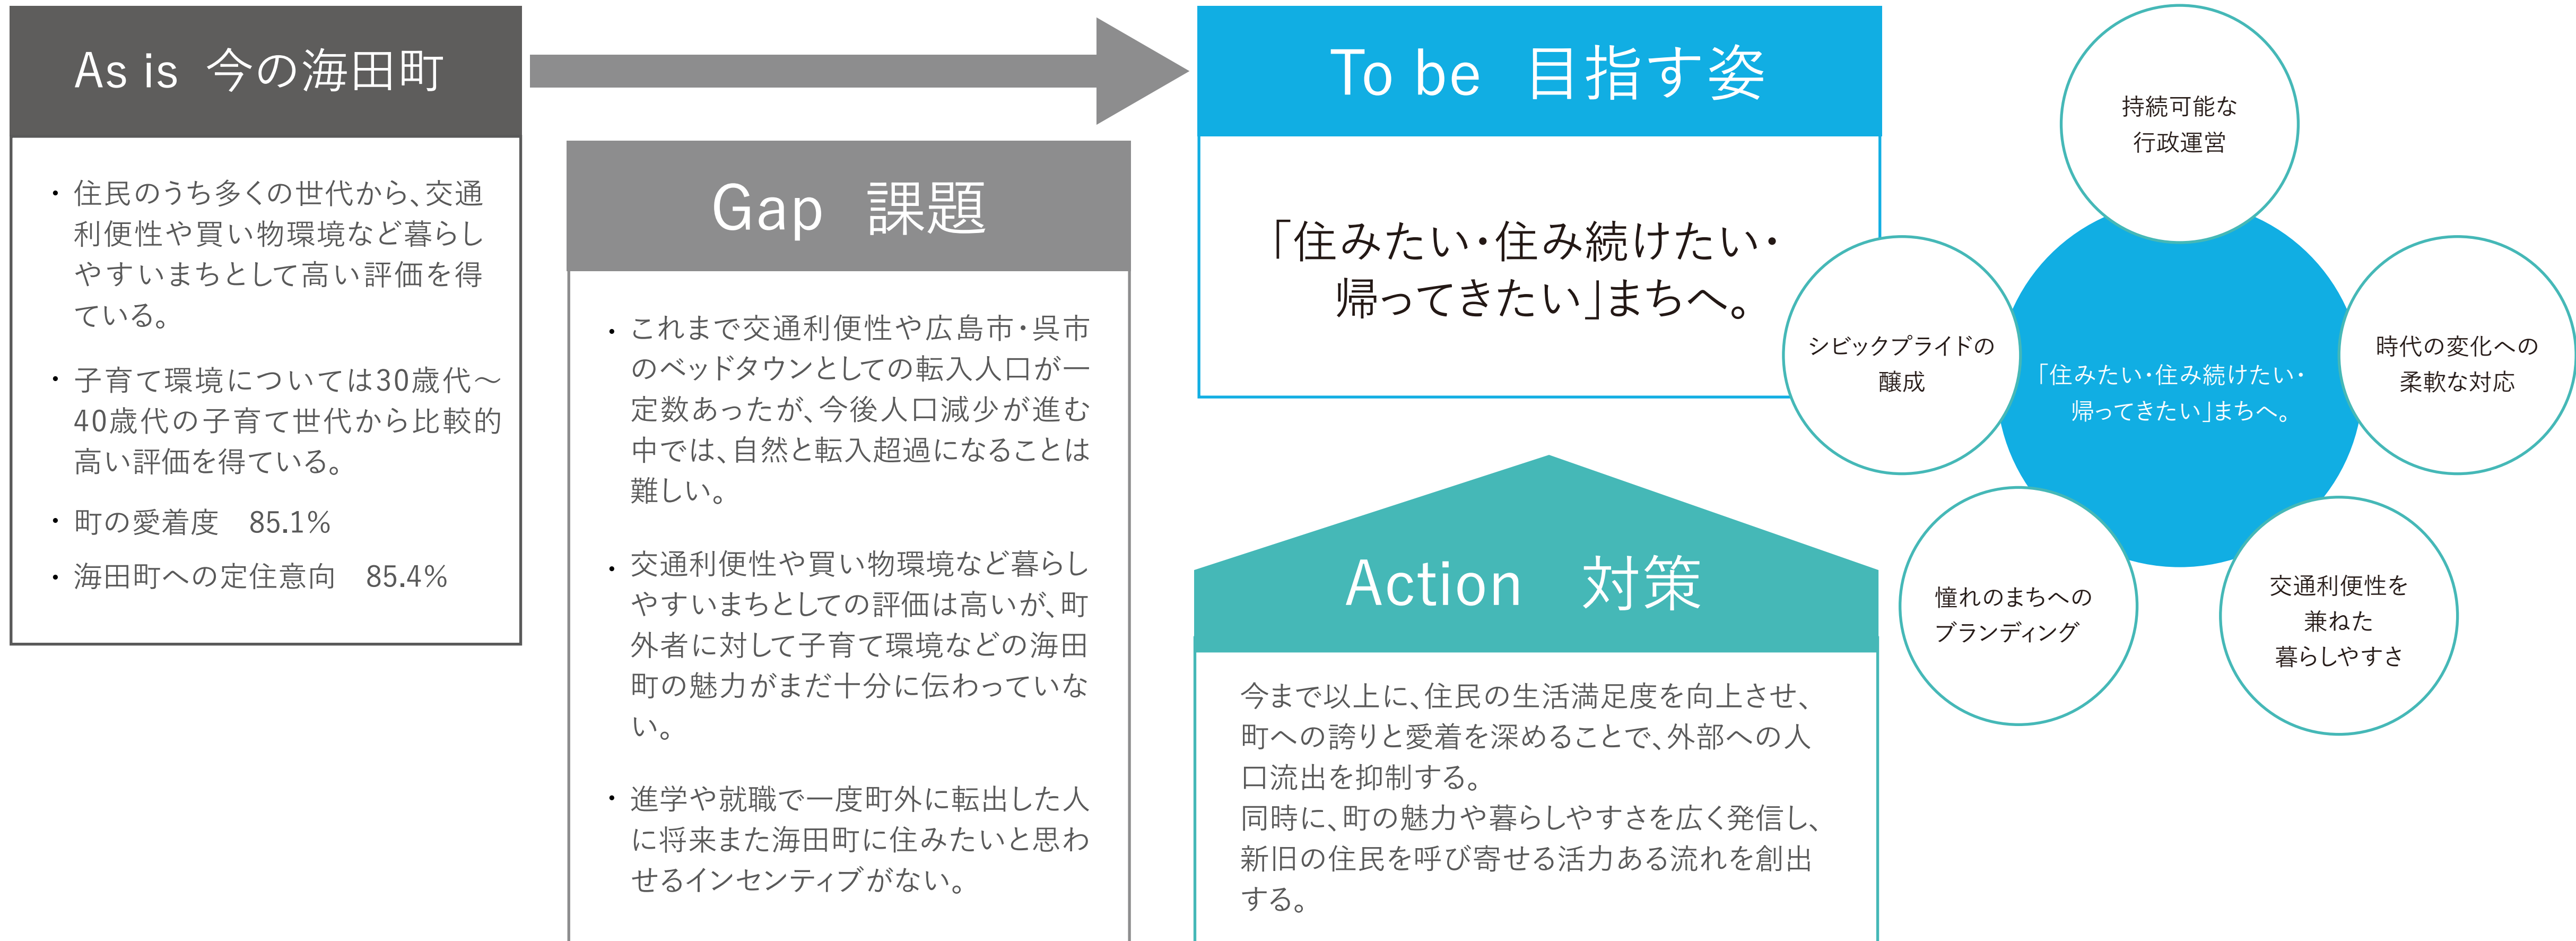 As is 今の海田町
・住民のうち多くの世代から、交通
利便性や買い物環境など暮らし
やすいまちとして高い評価を得
ている。
・子育て環境については30歳代～
40歳代の子育て世代から比較的
高い評価を得ている。
・町の愛着度 85.1%
・海田町への定住意向 85.4%
Gap 課題
・これまで交通利便性や広島市・呉市
のベッドタウンとしての転入人口が一
定数あったが、今後人口減少が進む
中では、自然と転入超過になることは
難しい。
・交通利便性や買い物環境など暮らし
やすいまちとしての評価は高いが、町
外者に対して子育て環境などの海田
町の魅力がまだ十分に伝わっていな
い。
・進学や就職で一度町外に転出した人
に将来また海田町に住みたいと思わ
せるインセンティブがない。
To be 目指す姿
「住みたい・住み続けたい・
帰ってきたい」まちへ。
Action 対策
今まで以上に、住民の生活満足度を向上させ、
町への誇りと愛着を深めることで、外部への人
口流出を抑制する。
同時に、町の魅力や暮らしやすさを広く発信し、
新旧の住民を呼び寄せる活力ある流れを創出
する。
持続可能な
行政運営
シビックプライドの
醸成
「住みたい・住み続けたい・
帰ってきたい」まちへ。
時代の変化への
柔軟な対応
憧れのまちへの
ブランディング
交通利便性を
兼ねた
暮らしやすさ